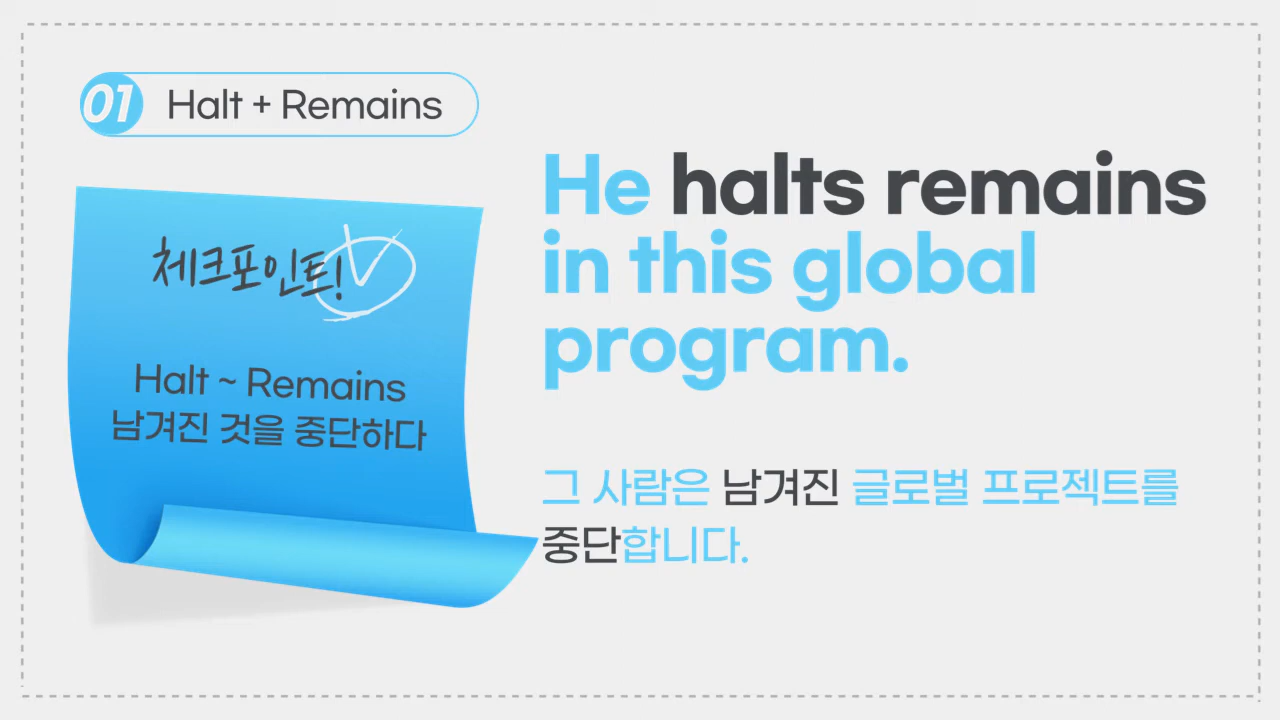 01 Halt + Remains
체크포인트!
Halt ~ Remains
남겨진 것을 중단하다
He halts remains
in this global
program.
그 사람은 남겨진 글로벌 프로젝트를
중단합니다.